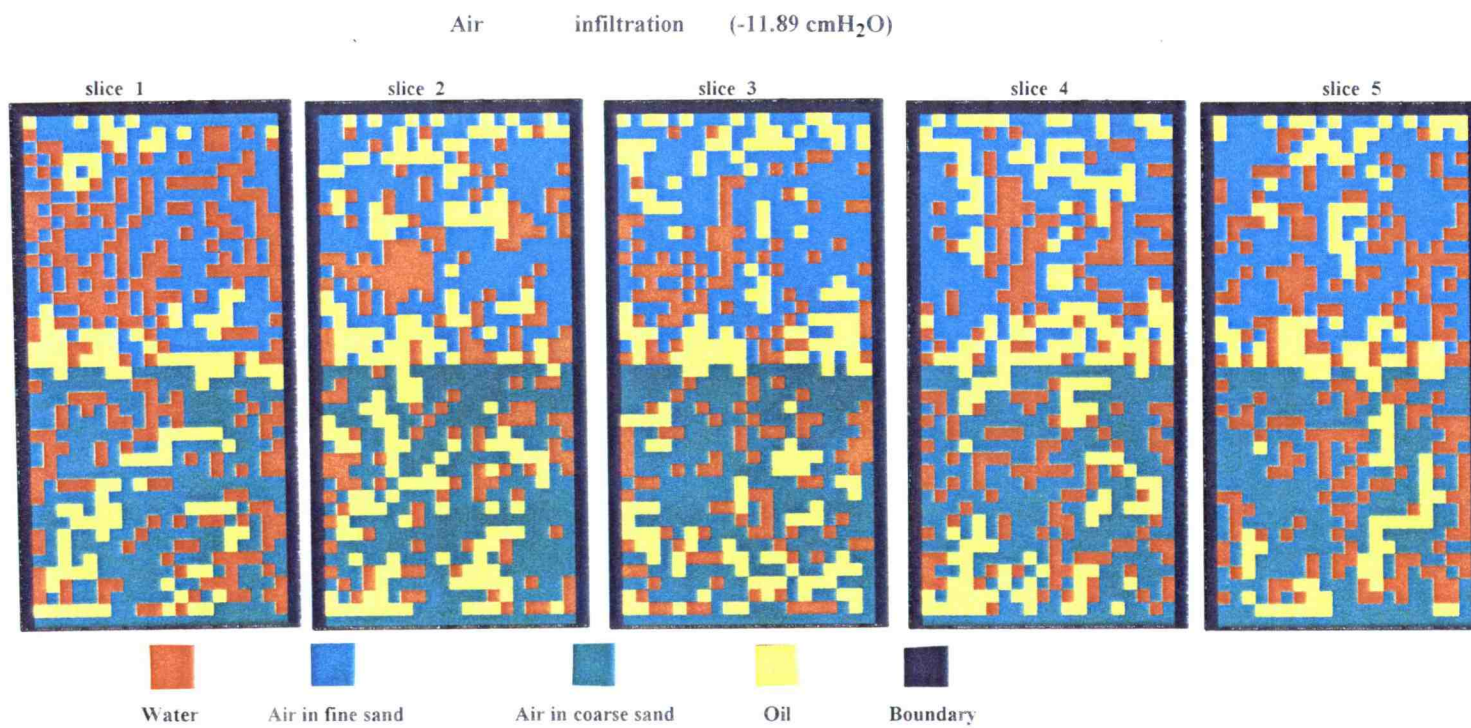 Air infiltration (-11.89 cmH₂O)
slice 1 slice 2 slice 3 slice 4 slice 5
Water Air in fine sand Air in coarse sand Oil Boundary